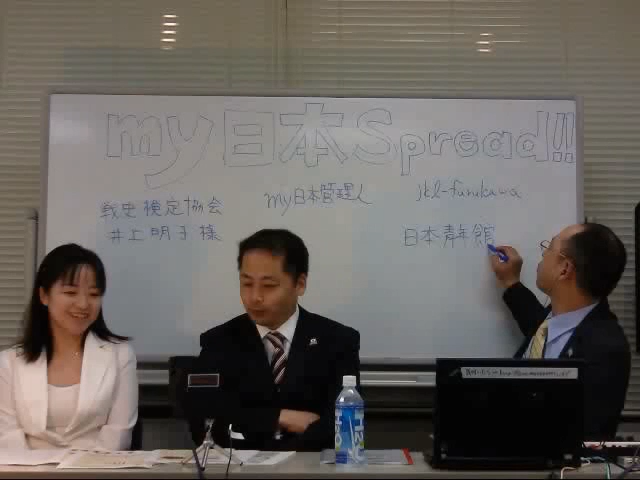 my日本Spread!!
戦史検定協会
井上明子様
my日本管理人
jkl-furukawa
日本青年館
H2O